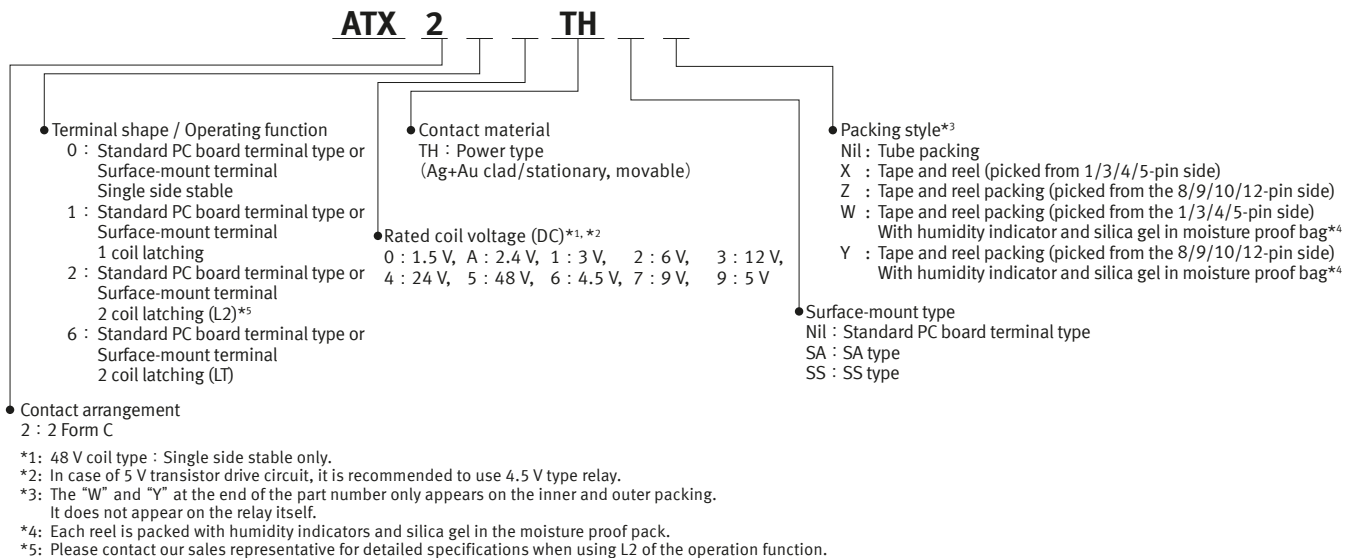 ATX 2 _ _ TH _ _
● Terminal shape / Operating function
0 : Standard PC board terminal type or
Surface-mount terminal
Single side stable
1 : Standard PC board terminal type or
Surface-mount terminal
1 coil latching
2 : Standard PC board terminal type or
Surface-mount terminal
2 coil latching (L2)*5
6 : Standard PC board terminal type or
Surface-mount terminal
2 coil latching (LT)
● Contact material
TH : Power type
(Ag+Au clad/stationary, movable)
● Rated coil voltage (DC)*1, *2
0 : 1.5 V, A : 2.4 V, 1 : 3 V, 2 : 6 V, 3 : 12 V,
4 : 24 V, 5 : 48 V, 6 : 4.5 V, 7 : 9 V, 9 : 5 V
● Packing style*3
Nil : Tube packing
X : Tape and reel (picked from 1/3/4/5-pin side)
Z : Tape and reel packing (picked from the 8/9/10/12-pin side)
W : Tape and reel packing (picked from the 1/3/4/5-pin side)
With humidity indicator and silica gel in moisture proof bag*4
Y : Tape and reel packing (picked from the 8/9/10/12-pin side)
With humidity indicator and silica gel in moisture proof bag*4
● Surface-mount type
Nil : Standard PC board terminal type
SA : SA type
SS : SS type
● Contact arrangement
2 : 2 Form C
*1: 48 V coil type : Single side stable only.
*2: In case of 5 V transistor drive circuit, it is recommended to use 4.5 V type relay.
*3: The “W” and “Y” at the end of the part number only appears on the inner and outer packing.
It does not appear on the relay itself.
*4: Each reel is packed with humidity indicators and silica gel in the moisture proof pack.
*5: Please contact our sales representative for detailed specifications when using L2 of the operation function.